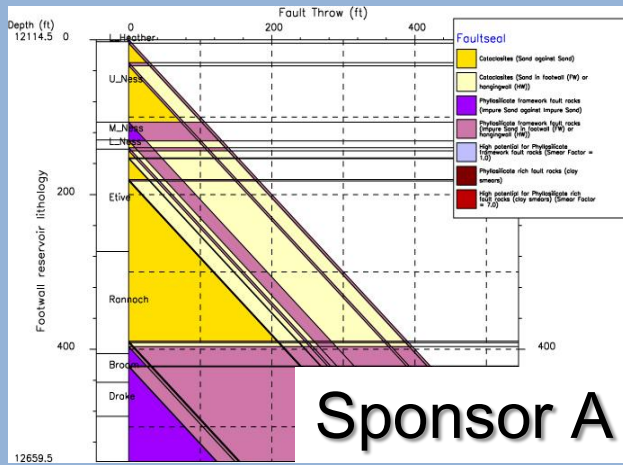 Fault Throw (ft)
Depth (ft)
0
200
400
12114.5
0
L_Heather
U_Ness
M_Ness
L_Ness
200
Etive
Rannoch
400
400
Broom
Drake
12659.5
Footwall reservoir lithology
Faultseal
Cataclasites (Sand against Sand)
Cataclasites (Sand in footwall (FW) or
hangingwall (HW))
Phyllosilicate framework fault rocks
(Impure Sand against Impure Sand)
Phyllosilicate framework fault rocks
(Impure Sand in footwall (FW) or
hangingwall (HW))
High potential for Phyllosilicate
framework fault rocks (Smear Factor =
1.0)
Phyllosilicate rich fault rocks (clay
smears)
High potential for Phyllosilicate rich
fault rocks (clay smears) (Smear Factor
= 7.0)
Sponsor A